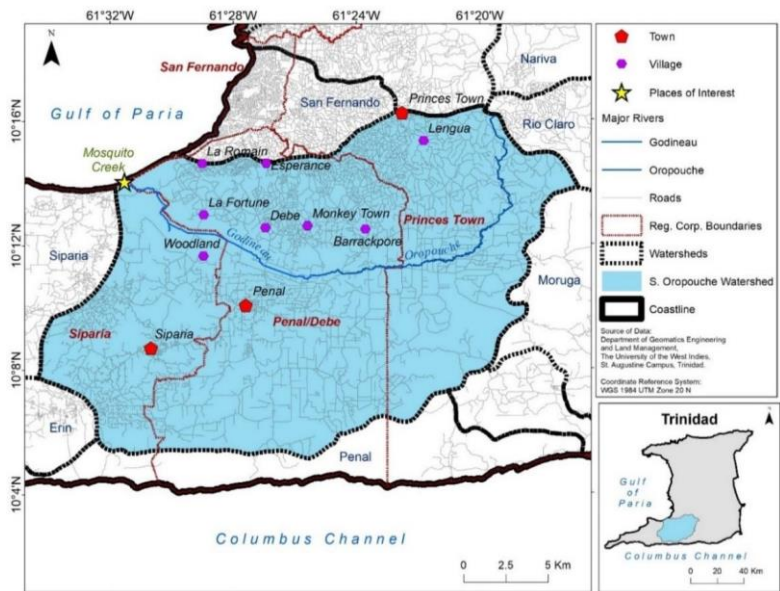 61°32'W
61°28'W
61°24'W
61°20'W
N
San Fernando
Nariva
Gulf of Paria
San Fernando
Princes Town
10°16'N
Lengua
Rio Claro
Mosquito
Creek
La Romain
Esperance
La Fortune
Debe
Monkey Town
Princes Town
Woodland
Godineau
Barrackpore
Oropouche
10°12'N
Siparia
Moruga
Penal
Siparia
Siparia
Penal/Debe
10°8'N
Erin
Penal
10°4'N
Columbus Channel
0 2.5 5 Km
Town
Village
Places of Interest
Major Rivers
Godineau
Oropouche
Roads
Reg. Corp. Boundaries
Watersheds
S. Oropouche Watershed
Coastline
Source of Data:
Department of Geomatics Engineering
and Land Management,
The University of the West Indies,
St. Augustine Campus, Trinidad.
Coordinate Reference System:
WGS 1984 UTM Zone 20 N
Trinidad
N
Gulf
of
Paria
Columbus Channel
0 20 40 Km